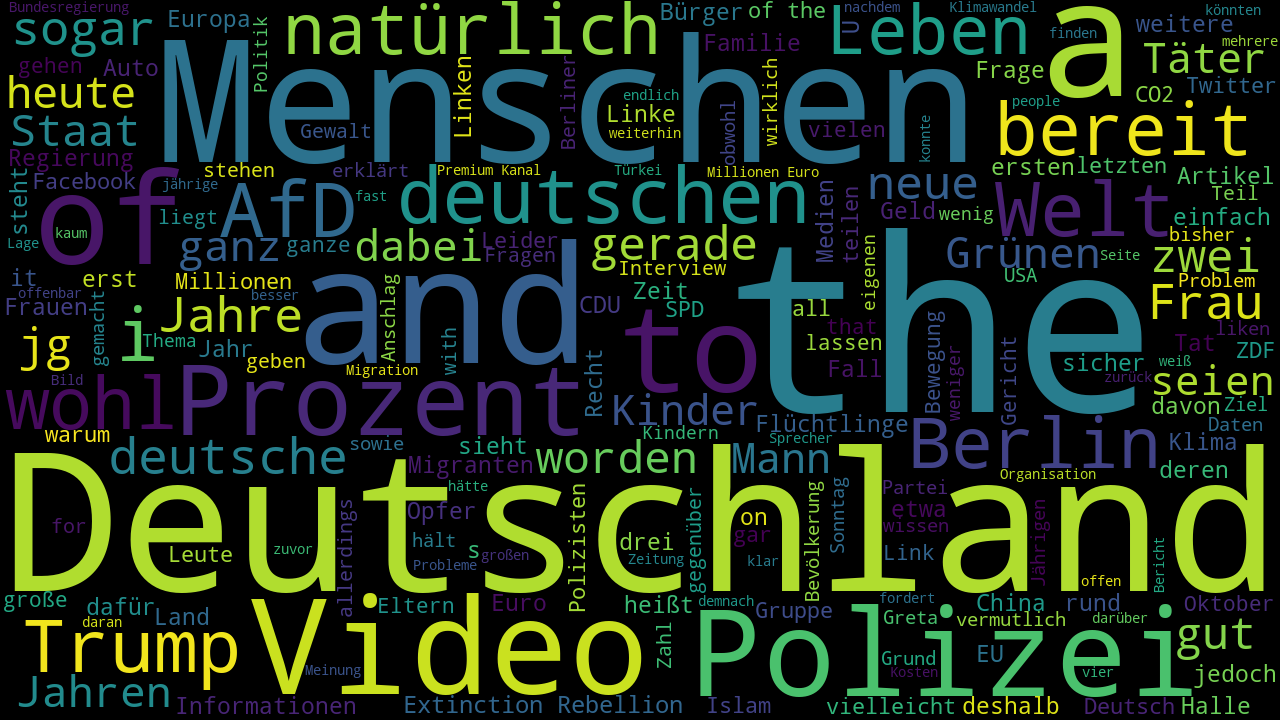 Bundesregierung
sogar
Europa
natürlich
Politik
Bürger
of the
Leben
nachdem
U
Klimawandel
finden
könnten
weitere
mehrere
a
Täter
gehen
Auto
Familie
Frage
Twitter
heute
Menschen
Linken
Berliner
endlich
Linke
weiterhin
wirklich
obwohl
vielen
people
CO2
Staat
Gewalt
konnte
bereit
Regierung
stehen
erklärt
Premium Kanal
Türkei
Millionen Euro
ersten
letzten
Artikel
Facebook
jährige
fast
of
AfD
deutschen
neue
Welt
Teil
steht
kaum
liegt
Medien
teilen
Geld
wenig
einfach
Lage
ganz
ganze
dabei
Leider
Fragen
gerade
Grünen
Seite
bisher
zwei
it
erst
Millionen
Interview
eigenen
USA
Problem
offenbar
Frauen
besser
and
CDU
Zeit
SPD
all
the
Frau
jg
gemacht
i
Jahre
Anschlag
with
to
that
Bewegung
liken
Thema
Jahr
geben
lassen
Tat
ZDF
Migration
Recht
Fall
weniger
Gericht
sicher
weiß
zurück
seien
Bild
wohl
Prozent
Kinder
Flüchtlinge
davon
Ziel
warum
sowie
sieht
Kindern
Sprecher
Berlin
Klima
Daten
deutsche
Migranten
worden
Mann
Organisation
deren
hätte
Deutschland
allerdings
Opfer
Polizisten
gegenüber
Bevölkerung
Sonntag
Partei
etwa
wissen
Jährigen
for
Leute
zuvor
hält
s
großen
Probleme
drei
on
gar
Zeitung
klar
Link
offen
Bericht
große
dafür
daran
Land
Eltern
Euro
heißt
demnach
Gruppe
fordert
Greta
China
rund
vermutlich
darüber
Oktober
Trump
Video
Zahl
Polizei
Grund
EU
gut
Meinung
Kosten
vier
jedoch
Jahren
Informationen
Extinction Rebellion
Islam
vielleicht
deshalb
Deutsch
Halle